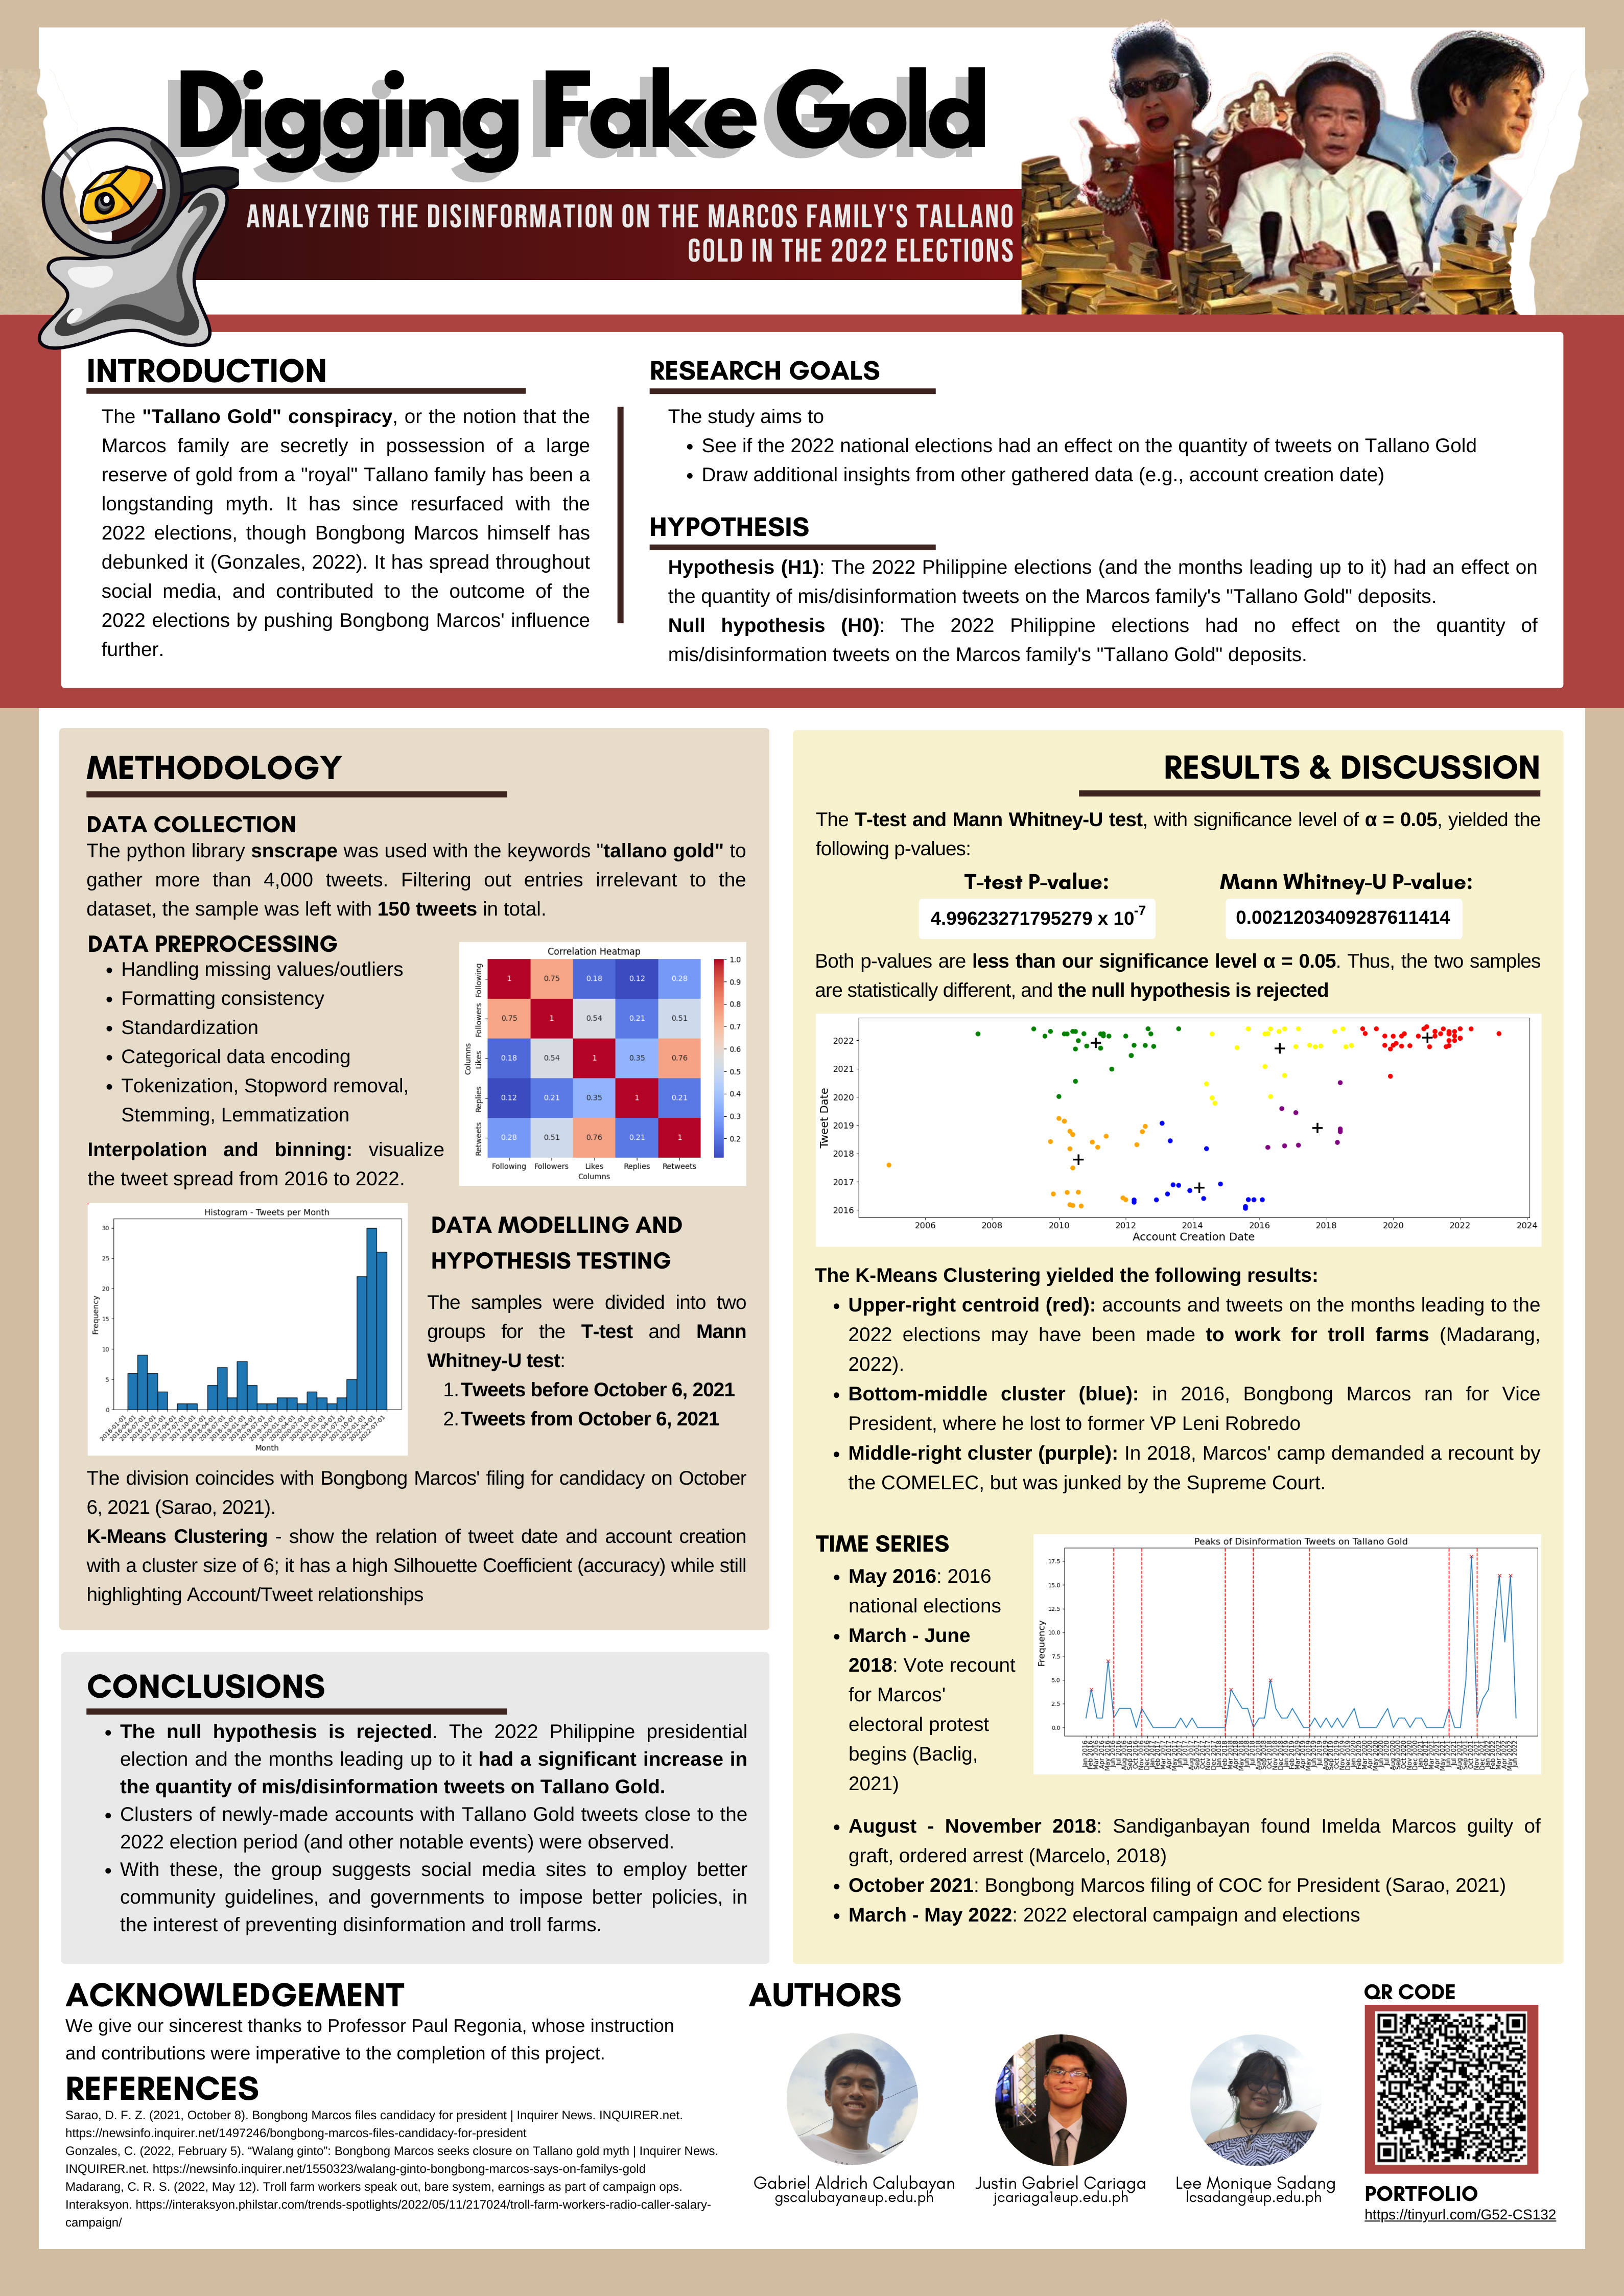 Digging Fake Gold
ANALYZING THE DISINFORMATION ON THE MARCOS FAMILY'S TALLANO
GOLD IN THE 2022 ELECTIONS
INTRODUCTION
The "Tallano Gold" conspiracy, or the notion that the
Marcos family are secretly in possession of a large
reserve of gold from a "royal" Tallano family has been a
longstanding myth. It has since resurfaced with the
2022 elections, though Bongbong Marcos himself has
debunked it (Gonzales, 2022). It has spread throughout
social media, and contributed to the outcome of the
2022 elections by pushing Bongbong Marcos' influence
further.
RESEARCH GOALS
The study aims to
• See if the 2022 national elections had an effect on the quantity of tweets on Tallano Gold
• Draw additional insights from other gathered data (e.g., account creation date)
HYPOTHESIS
Hypothesis (H1): The 2022 Philippine elections (and the months leading up to it) had an effect on
the quantity of mis/disinformation tweets on the Marcos family's "Tallano Gold" deposits.
Null hypothesis (H0): The 2022 Philippine elections had no effect on the quantity of
mis/disinformation tweets on the Marcos family's "Tallano Gold" deposits.
METHODOLOGY
DATA COLLECTION
The python library snscrape was used with the keywords "tallano gold" to
gather more than 4,000 tweets. Filtering out entries irrelevant to the
dataset, the sample was left with 150 tweets in total.
DATA PREPROCESSING
• Handling missing values/outliers
• Formatting consistency
• Standardization
• Categorical data encoding
• Tokenization, Stopword removal,
Stemming, Lemmatization
Interpolation and binning: visualize
the tweet spread from 2016 to 2022.
Correlation Heatmap
Following 1 0.75 0.18 0.12 0.28
Followers 0.75 1 0.54 0.21 0.51
Likes 0.18 0.54 1 0.35 0.76
Replies 0.12 0.21 0.35 1 0.21
Retweets 0.28 0.51 0.76 0.21 1
Columns
Following Followers Likes Replies Retweets
Columns
1.0
0.9
0.8
0.7
0.6
0.5
0.4
0.3
0.2
Histogram - Tweets per Month
Frequency
30
25
20
15
10
5
0
Month
DATA MODELLING AND
HYPOTHESIS TESTING
The samples were divided into two
groups for the T-test and Mann
Whitney-U test:
1. Tweets before October 6, 2021
2. Tweets from October 6, 2021
The division coincides with Bongbong Marcos' filing for candidacy on October
6, 2021 (Sarao, 2021).
K-Means Clustering - show the relation of tweet date and account creation
with a cluster size of 6; it has a high Silhouette Coefficient (accuracy) while still
highlighting Account/Tweet relationships
CONCLUSIONS
• The null hypothesis is rejected. The 2022 Philippine presidential
election and the months leading up to it had a significant increase in
the quantity of mis/disinformation tweets on Tallano Gold.
• Clusters of newly-made accounts with Tallano Gold tweets close to the
2022 election period (and other notable events) were observed.
• With these, the group suggests social media sites to employ better
community guidelines, and governments to impose better policies, in
the interest of preventing disinformation and troll farms.
RESULTS & DISCUSSION
The T-test and Mann Whitney-U test, with significance level of α = 0.05, yielded the
following p-values:
T-test P-value:
4.99623271795279 x 10-7
Mann Whitney-U P-value:
0.0021203409287611414
Both p-values are less than our significance level α = 0.05. Thus, the two samples
are statistically different, and the null hypothesis is rejected
Tweet Date
2022
2021
2020
2019
2018
2017
2016
2006 2008 2010 2012 2014 2016 2018 2020 2022 2024
Account Creation Date
The K-Means Clustering yielded the following results:
• Upper-right centroid (red): accounts and tweets on the months leading to the
2022 elections may have been made to work for troll farms (Madarang,
2022).
• Bottom-middle cluster (blue): in 2016, Bongbong Marcos ran for Vice
President, where he lost to former VP Leni Robredo
• Middle-right cluster (purple): In 2018, Marcos' camp demanded a recount by
the COMELEC, but was junked by the Supreme Court.
TIME SERIES
• May 2016: 2016
national elections
• March - June
2018: Vote recount
for Marcos'
electoral protest
begins (Baclig,
2021)
Peaks of Disinformation Tweets on Tallano Gold
Frequency
17.5
15.0
12.5
10.0
7.5
5.0
2.5
0.0
• August - November 2018: Sandiganbayan found Imelda Marcos guilty of
graft, ordered arrest (Marcelo, 2018)
• October 2021: Bongbong Marcos filing of COC for President (Sarao, 2021)
• March - May 2022: 2022 electoral campaign and elections
ACKNOWLEDGEMENT
We give our sincerest thanks to Professor Paul Regonia, whose instruction
and contributions were imperative to the completion of this project.
REFERENCES
Sarao, D. F. Z. (2021, October 8). Bongbong Marcos files candidacy for president | Inquirer News. INQUIRER.net.
https://newsinfo.inquirer.net/1497246/bongbong-marcos-files-candidacy-for-president
Gonzales, C. (2022, February 5). “Walang ginto”: Bongbong Marcos seeks closure on Tallano gold myth | Inquirer News.
INQUIRER.net. https://newsinfo.inquirer.net/1550323/walang-ginto-bongbong-marcos-says-on-familys-gold
Madarang, C. R. S. (2022, May 12). Troll farm workers speak out, bare system, earnings as part of campaign ops.
Interaksyon. https://interaksyon.philstar.com/trends-spotlights/2022/05/11/217024/troll-farm-workers-radio-caller-salary-
campaign/
AUTHORS
Gabriel Aldrich Calubayan
gscalubayan@up.edu.ph
Justin Gabriel Cariaga
jcariaga1@up.edu.ph
Lee Monique Sadang
lcsadang@up.edu.ph
QR CODE
PORTFOLIO
https://tinyurl.com/G52-CS132